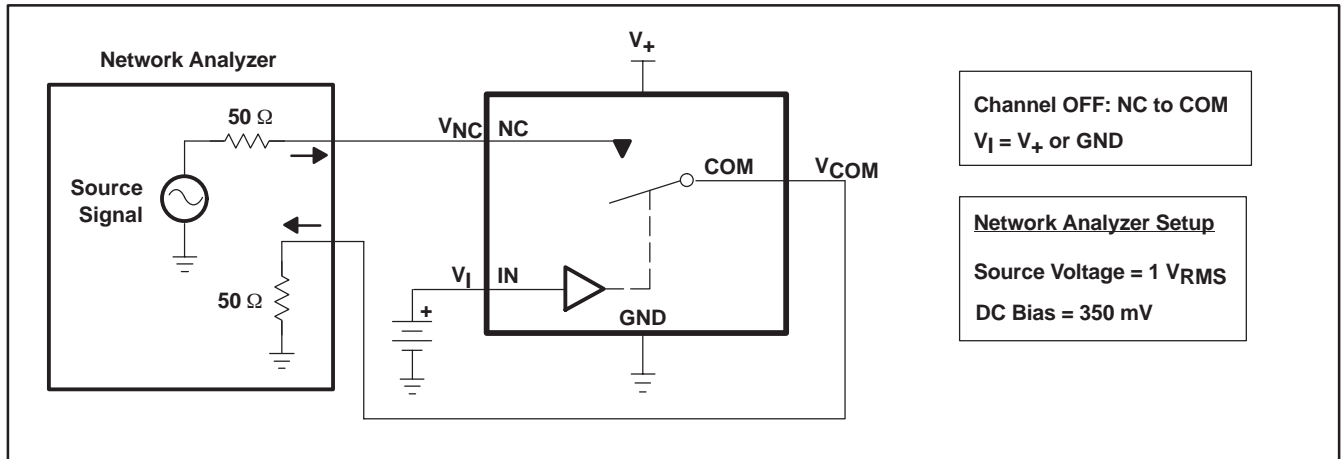 Network Analyzer
50 Ω
Source
Signal
50 Ω
V+
VNC NC
COM
VCOM
VI IN
+
GND
Channel OFF: NC to COM
VI = V+ or GND
Network Analyzer Setup
Source Voltage = 1 VRMS
DC Bias = 350 mV